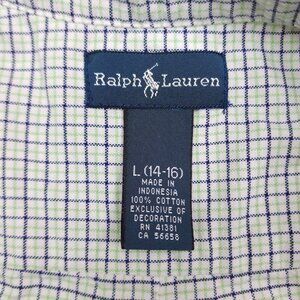 Ralph Lauren
L (14-16)
MADE IN
INDONESIA
100% COTTON
EXCLUSIVE OF
DECORATION
RN 41381
CA 56658